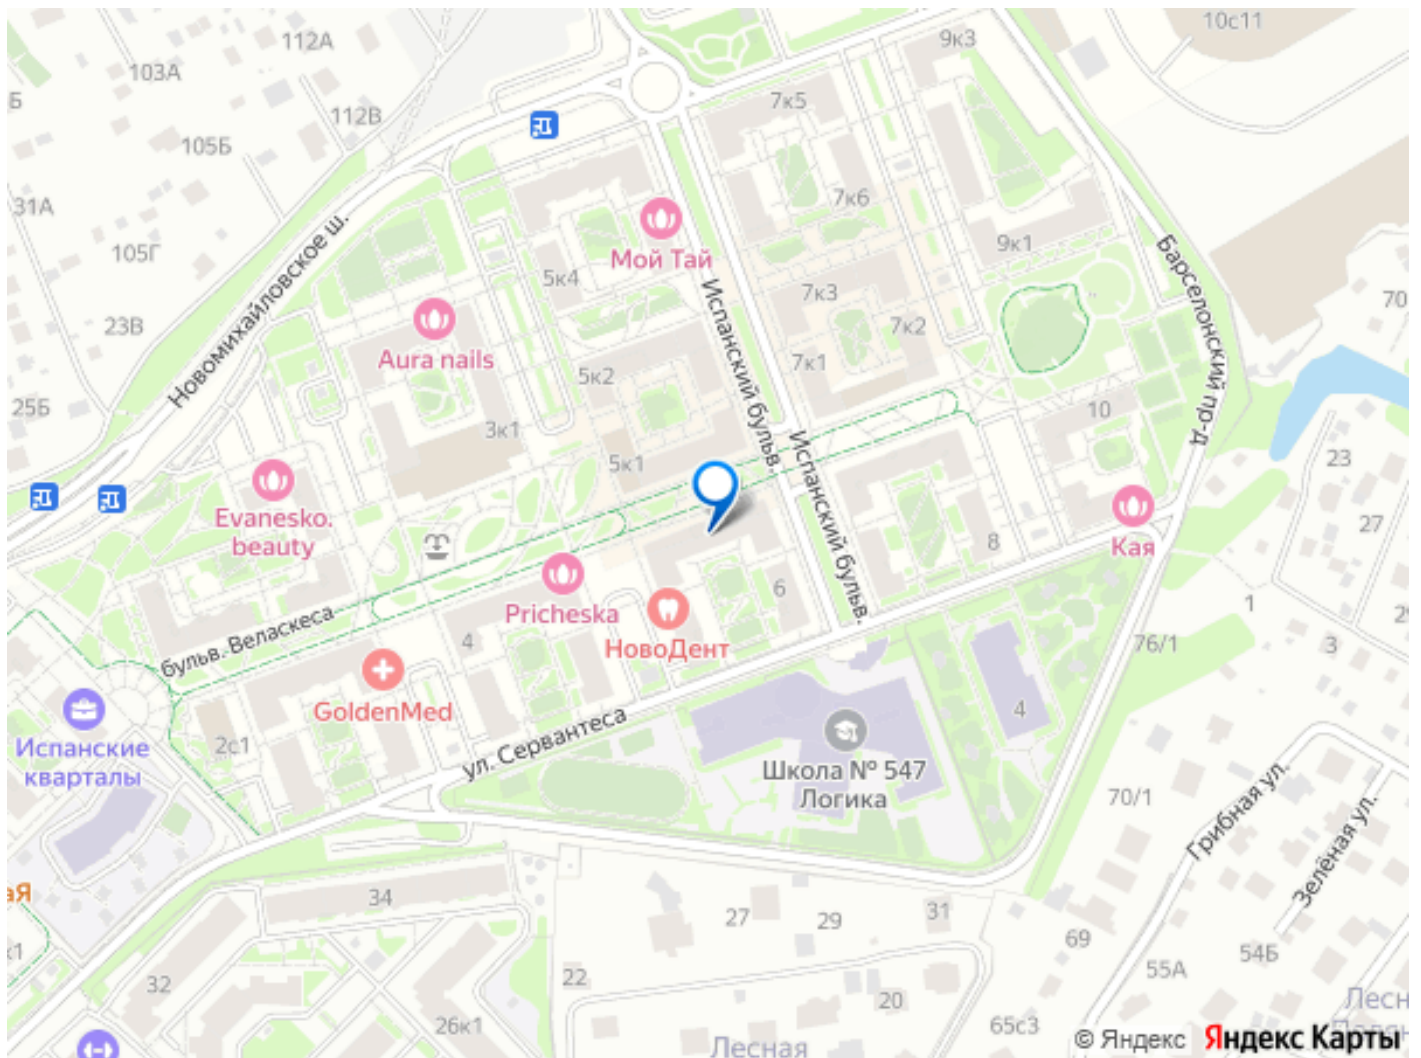 10с11
9к3
112А
103А
7к5
112В
105Б
31А
7к6
Мой Тай
9к1
105Г
5к4
7к3
70
23В
7к2
Aura nails
7к1
5к2
Новомихайловское ш.
Испанский бульв.
Барселонский пр-д
25Б
10
3к1
5к1
23
Испанский бульв.
Evanesko.
beauty
27
8
Кая
Pricheska
6
1
бульв. Веласкеса
4
НовоДент
76/1
3
GoldenMed
4
2с1
Испанские
кварталы
ул. Сервантеса
Школа № 547
Логика
70/1
Грибная ул.
Зелёная ул.
34
27
29
31
69
54Б
55А
22
32
20
26к1
65с3
Лесная
© Яндекс Яндекс Карты